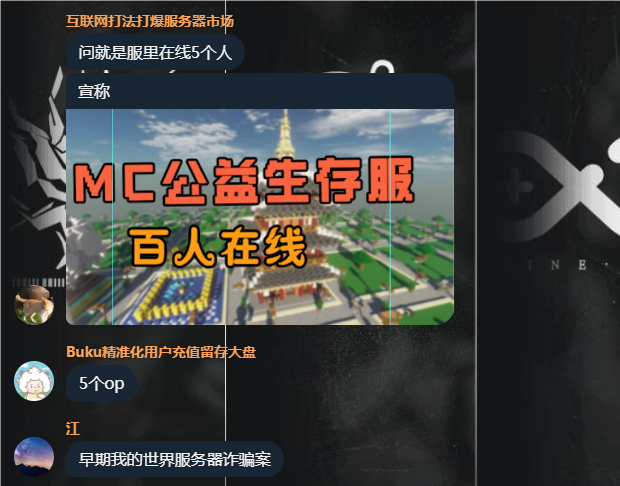 互联网打法打爆服务器市场
问就是服里在线5个人
宣称
MC公益生存服
百人在线
Buku精准化用户充值留存大盘
5个op
江
早期我的世界服务器诈骗案